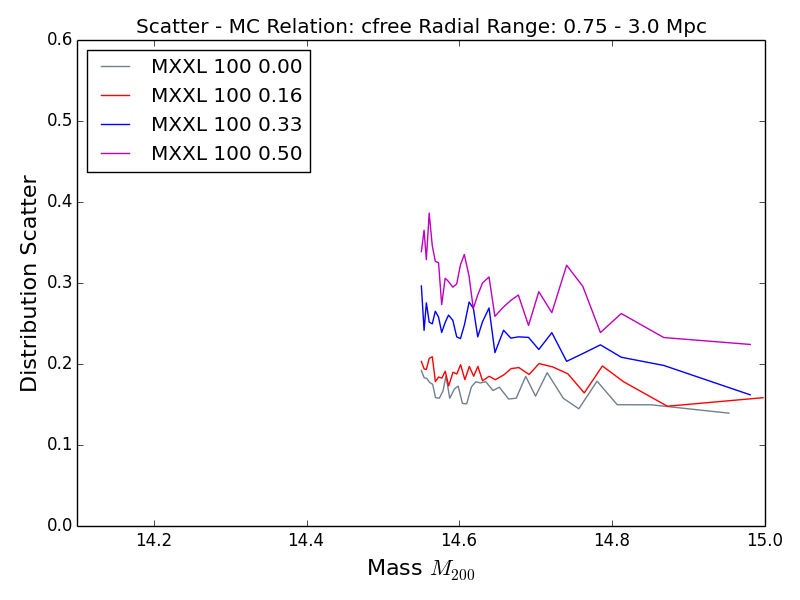 Scatter - MC Relation: cfree Radial Range: 0.75 - 3.0 Mpc
MXXL 100 0.00
MXXL 100 0.16
MXXL 100 0.33
MXXL 100 0.50
Distribution Scatter
0.6
0.5
0.4
0.3
0.2
0.1
0.0
14.2 14.4 14.6 14.8 15.0
Mass $M_{200}$